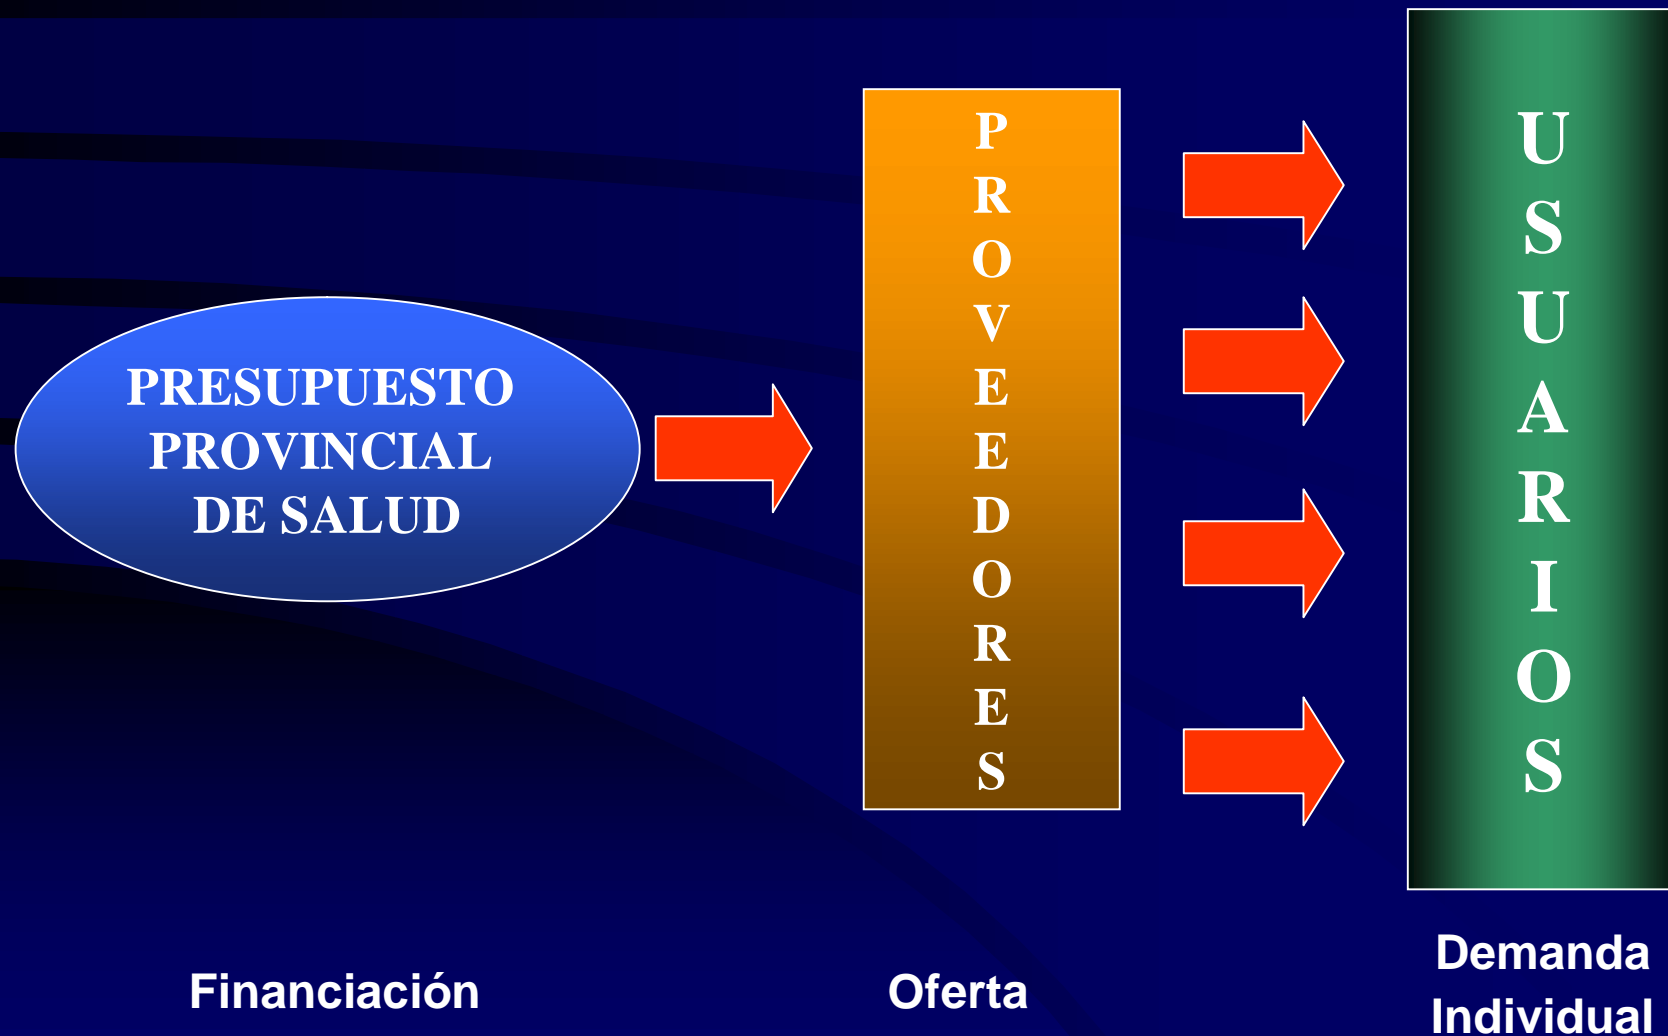 PRESUPUESTO
PROVINCIAL
DE SALUD
P
R
O
V
E
E
D
O
R
E
S
U
S
U
A
R
I
O
S
Financiación
Oferta
Demanda
Individual